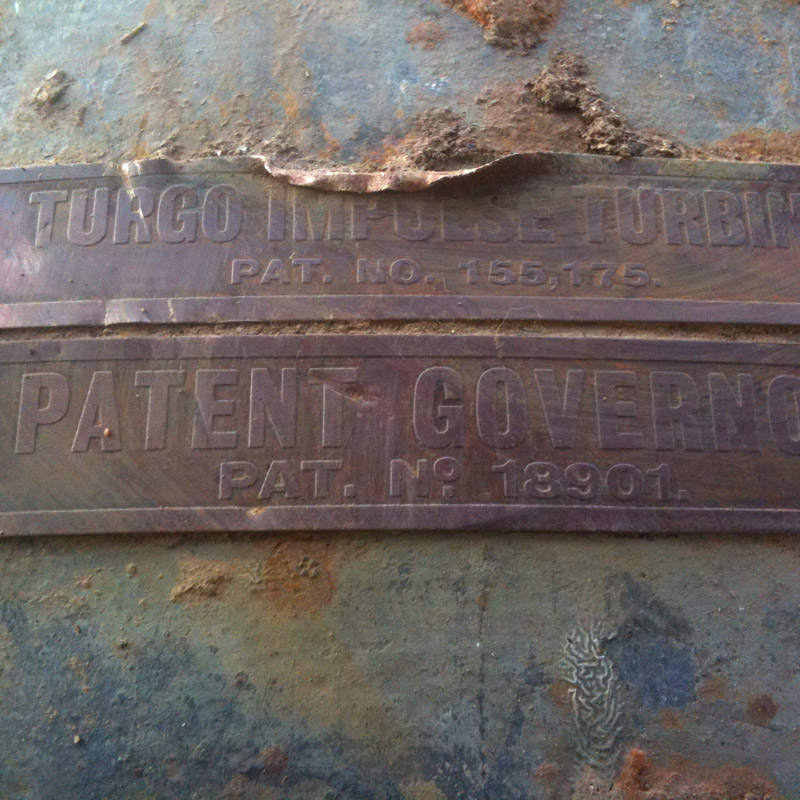 TURGO IMPULSE TURBIN
PAT. NO. 155,175.
PATENT GOVERNO
PAT. Nº 18901.